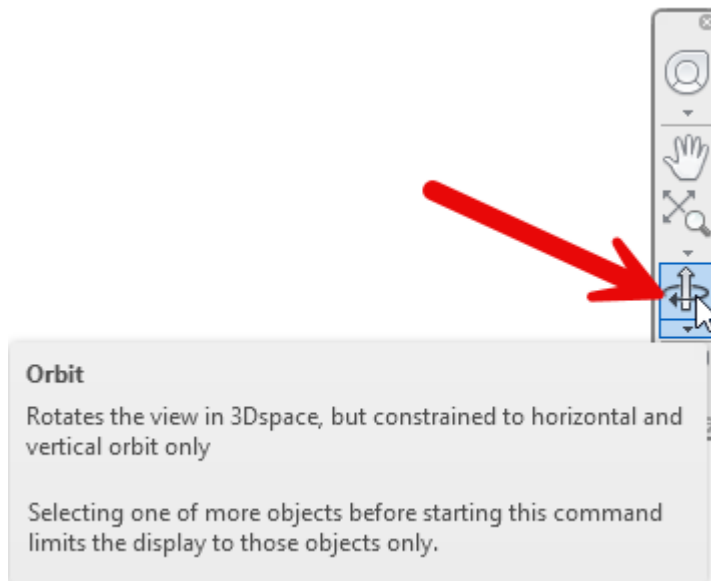 Orbit
Rotates the view in 3Dspace, but constrained to horizontal and
vertical orbit only
Selecting one of more objects before starting this command
limits the display to those objects only.